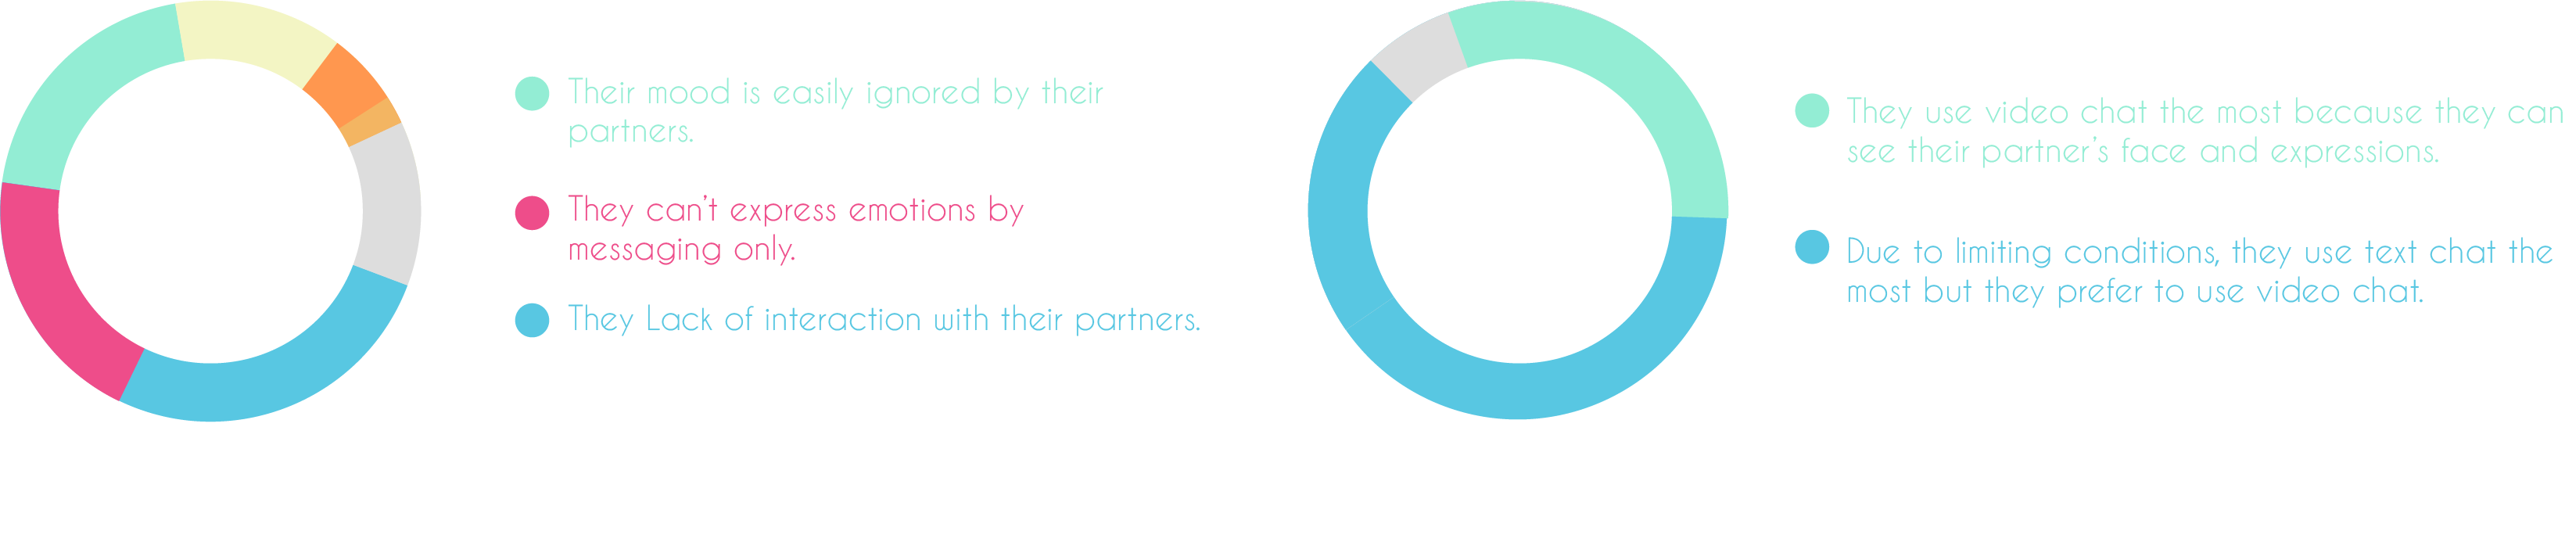 Their mood is easily ignored by their
partners.
They can't express emotions by
messaging only.
They Lack of interaction with their partners.
They use video chat the most because they can
see their partner's face and expressions.
Due to limiting conditions, they use text chat the
most but they prefer to use video chat.